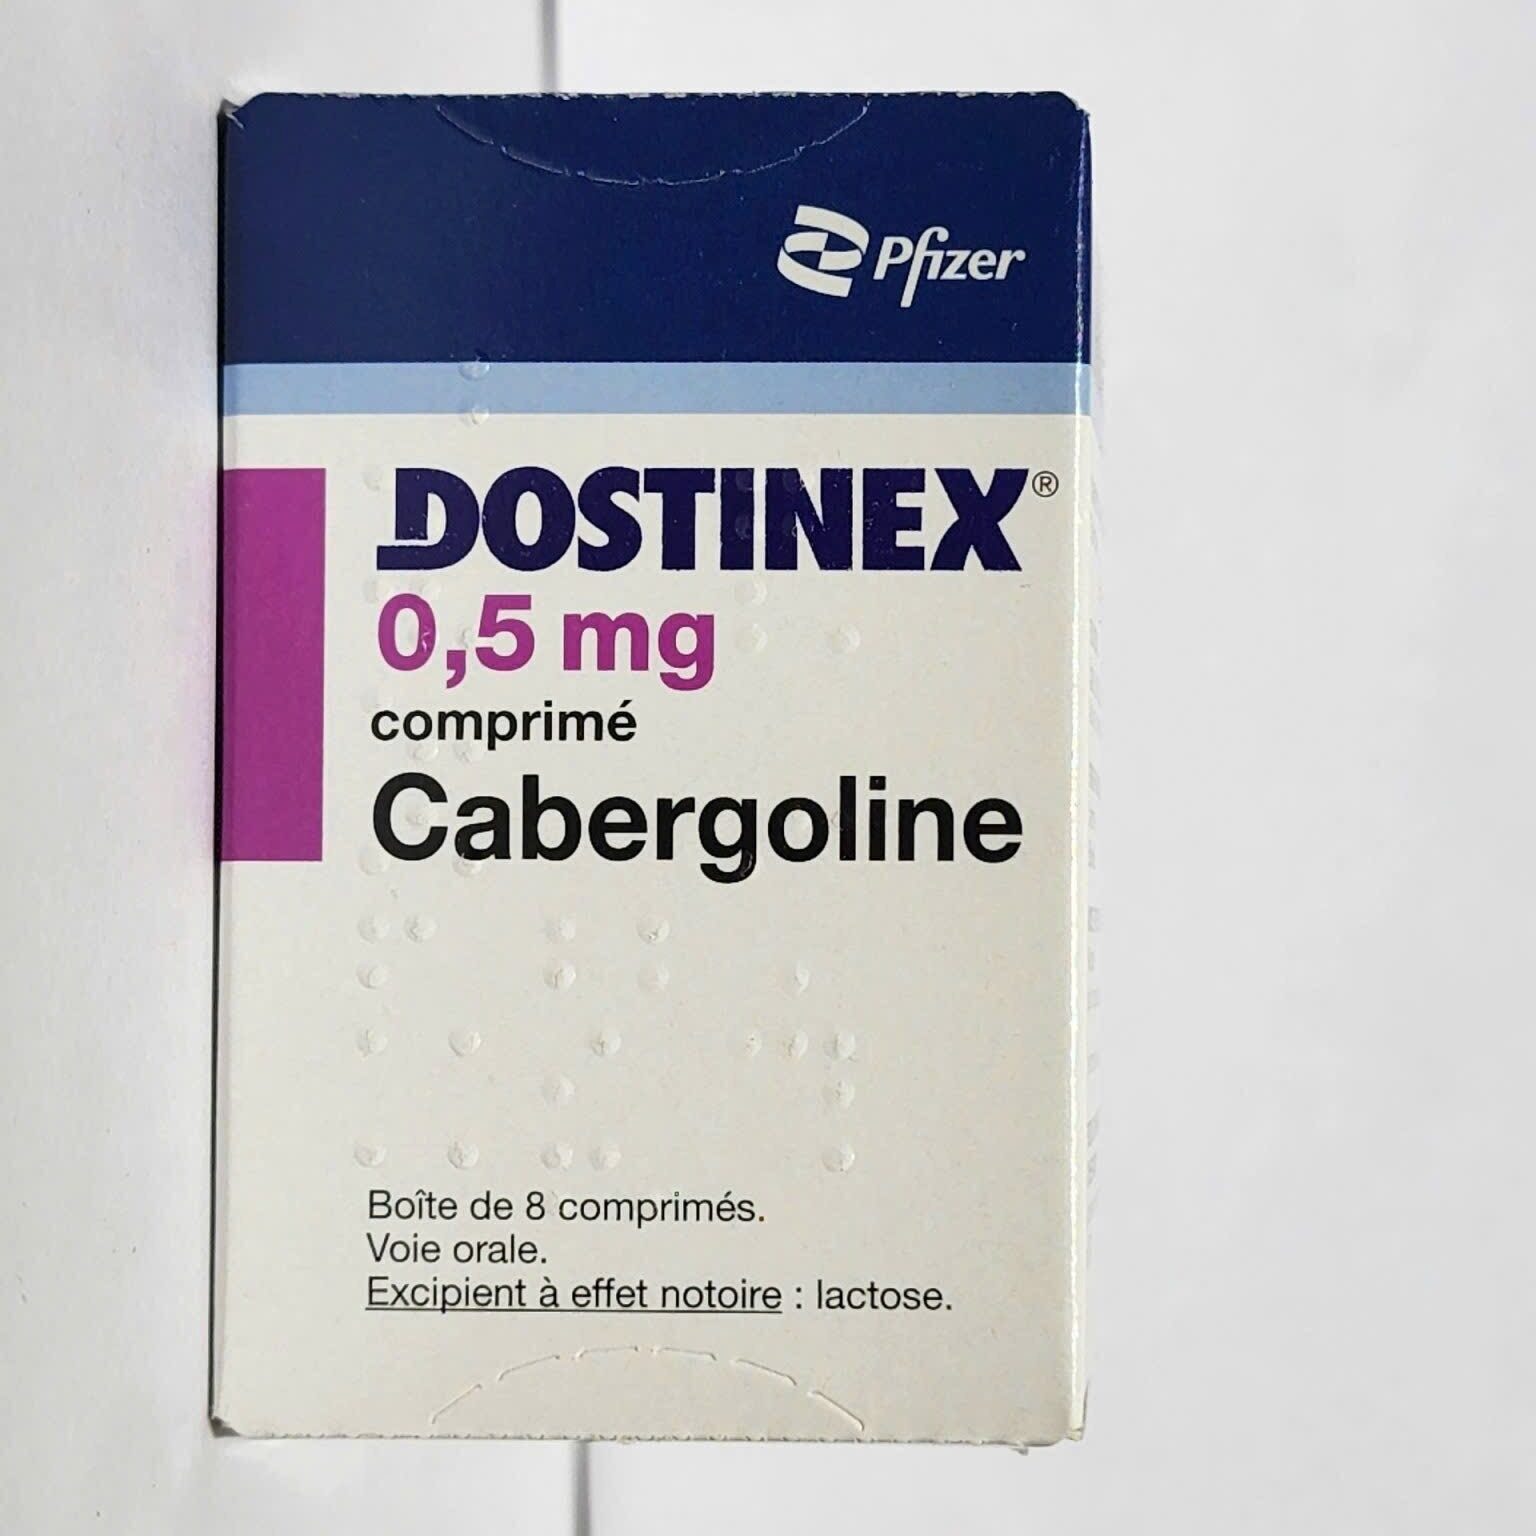 Pfizer
DOSTINEX®
0,5 mg
comprimé
Cabergoline
Boîte de 8 comprimés.
Voie orale.
Excipient à effet notoire : lactose.